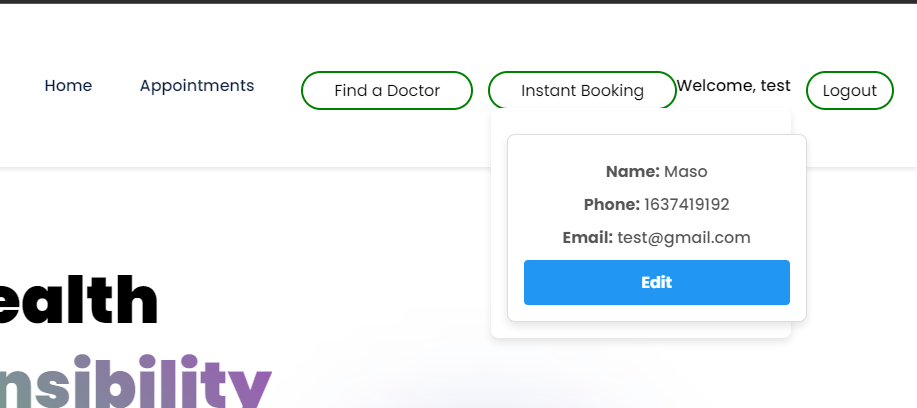 Home Appointments Find a Doctor Instant Booking Welcome, test Logout
Name: Maso
Phone: 1637419192
Email: test@gmail.com
Edit
ealth
nsibility